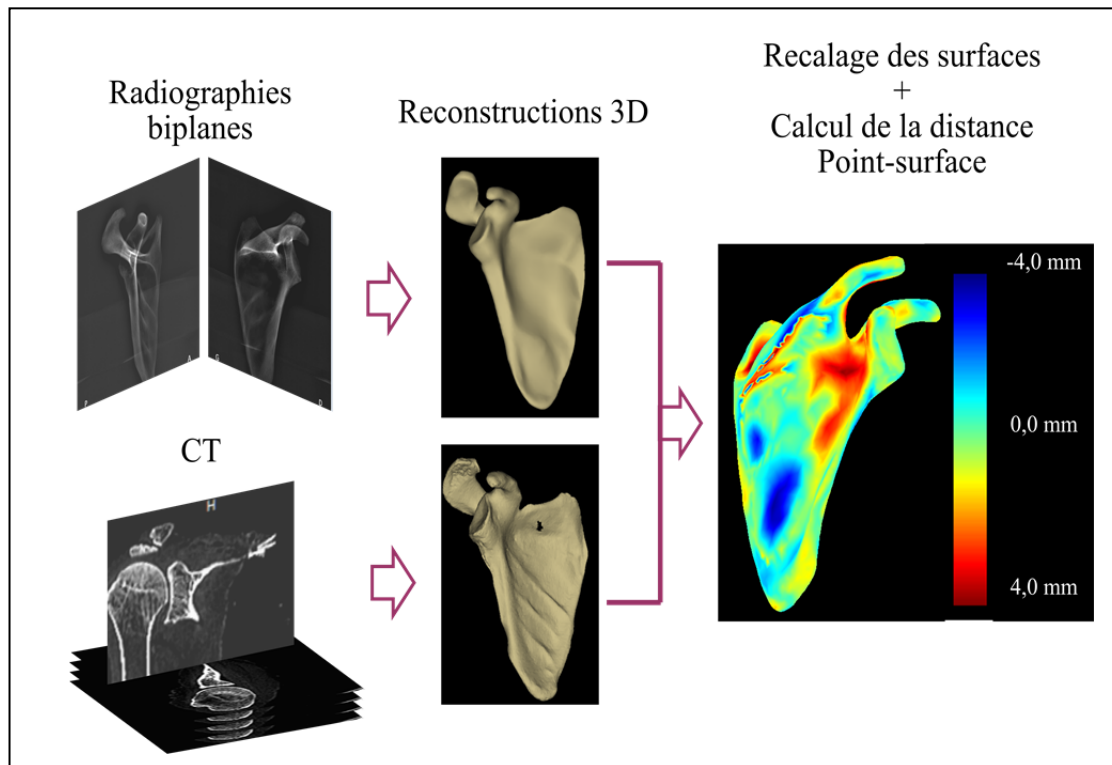 Radiographies
biplanes
A
P
G
D
CT
H
Reconstructions 3D
Recalage des surfaces
+
Calcul de la distance
Point-surface
-4,0 mm
0,0 mm
4,0 mm